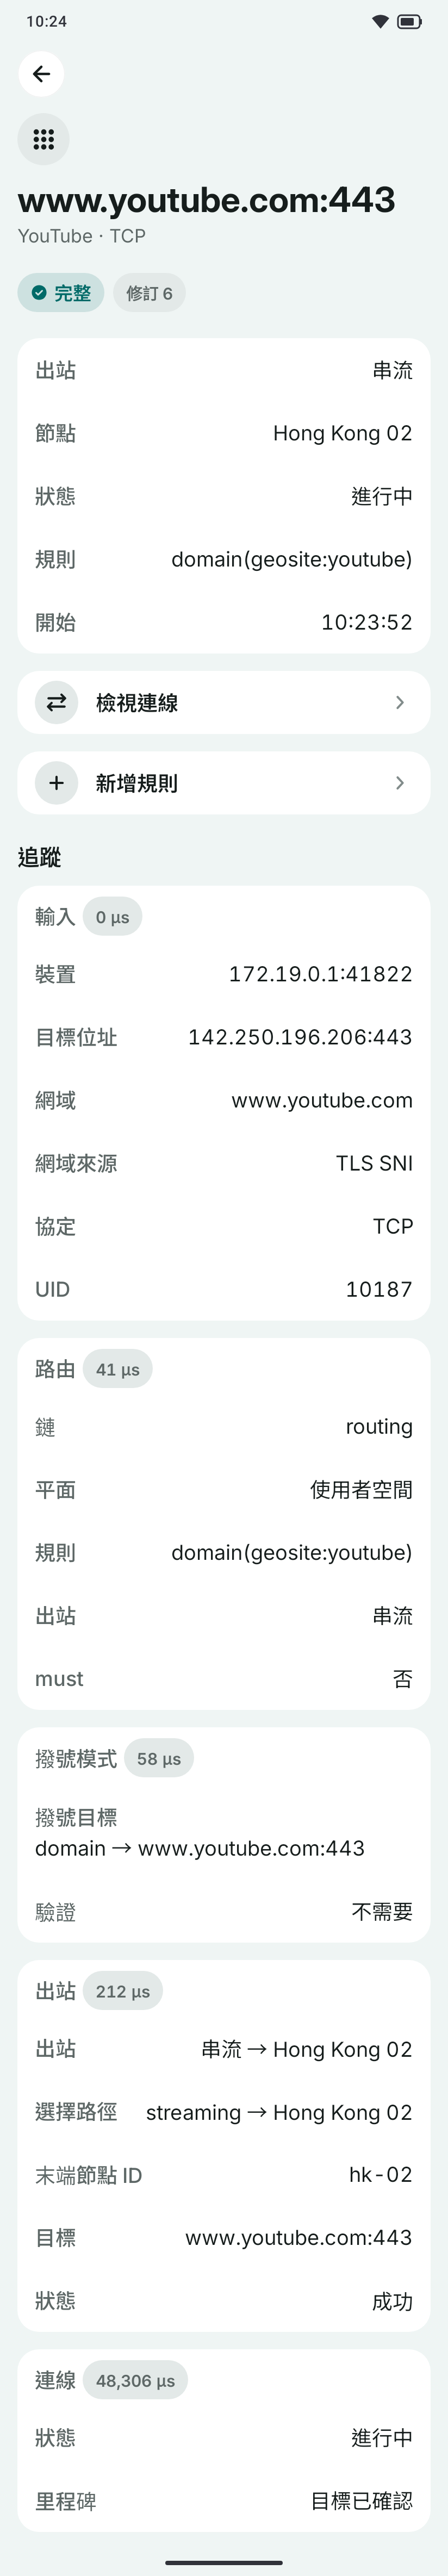 10:24
www.youtube.com:443
YouTube · TCP
完整
修訂 6
出站 串流
節點 Hong Kong 02
狀態 進行中
規則 domain(geosite:youtube)
開始 10:23:52
檢視連線
新增規則
追蹤
輸入 0 µs
裝置 172.19.0.1:41822
目標位址 142.250.196.206:443
網域 www.youtube.com
網域來源 TLS SNI
協定 TCP
UID 10187
路由 41 µs
鏈 routing
平面 使用者空間
規則 domain(geosite:youtube)
出站 串流
must 否
撥號模式 58 µs
撥號目標
domain → www.youtube.com:443
驗證 不需要
出站 212 µs
出站 串流 → Hong Kong 02
選擇路徑 streaming → Hong Kong 02
末端節點 ID hk-02
目標 www.youtube.com:443
狀態 成功
連線 48,306 µs
狀態 進行中
里程碑 目標已確認